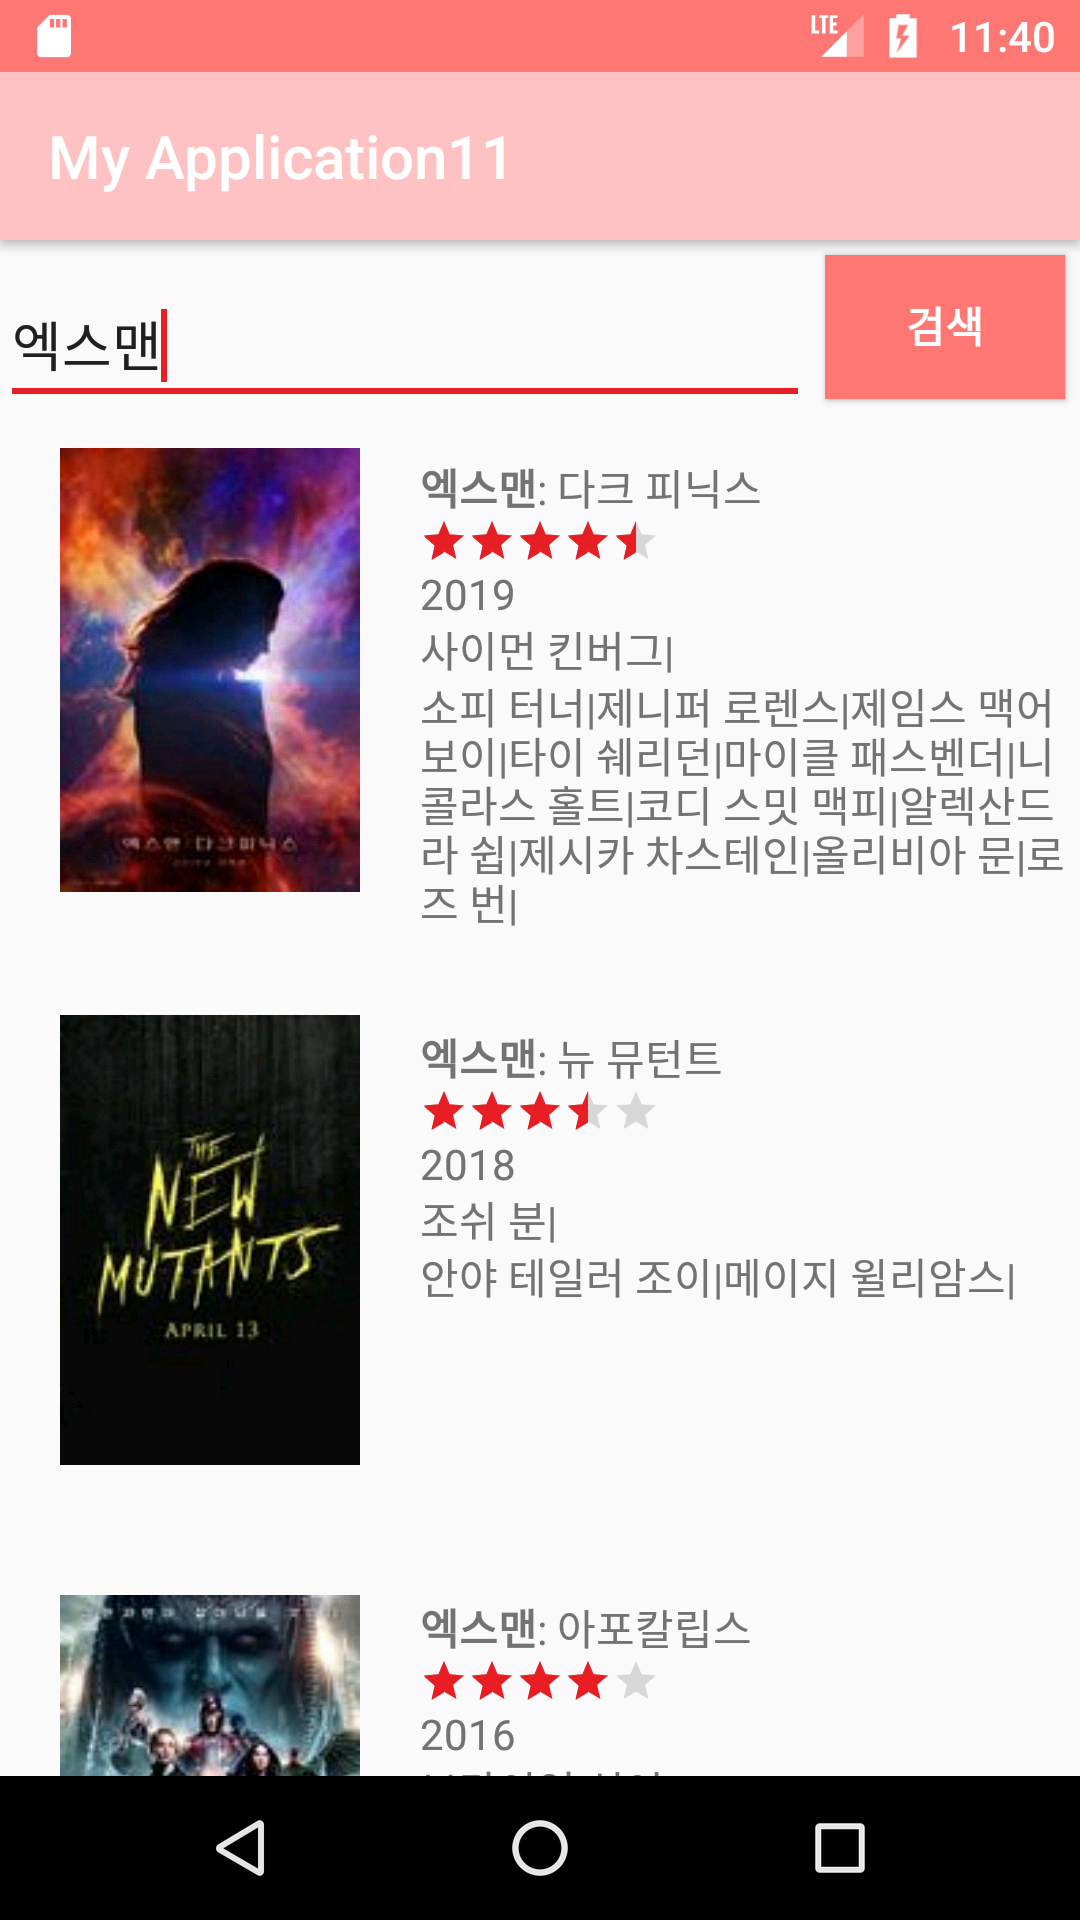 LTE 11:40
My Application11
엑스맨
검색
엑스맨: 다크 피닉스
2019
사이먼 킨버그|
소피 터너|제니퍼 로렌스|제임스 맥어
보이|타이 쉐리던|마이클 패스벤더|니
콜라스 홀트|코디 스밋 맥피|알렉산드
라 쉽|제시카 차스테인|올리비아 문|로
즈 번|
엑스맨 다크피닉스
엑스맨: 뉴 뮤턴트
2018
조쉬 분|
안야 테일러 조이|메이지 윌리암스|
THE
NEW
MUTANTS
APRIL 13
엑스맨: 아포칼립스
2016